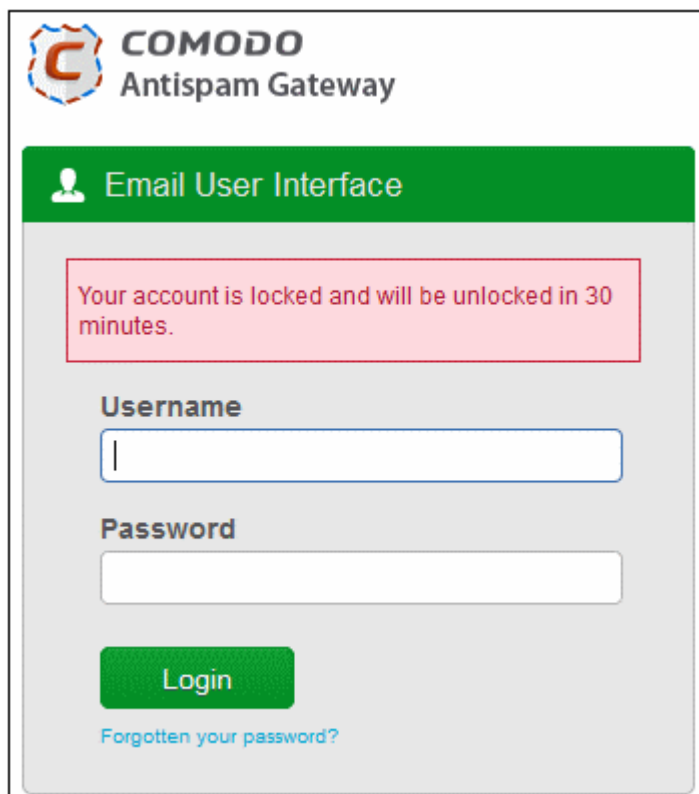 C
COMODO
Antispam Gateway
Email User Interface
Your account is locked and will be unlocked in 30
minutes.
Username
Password
Login
Forgotten your password?